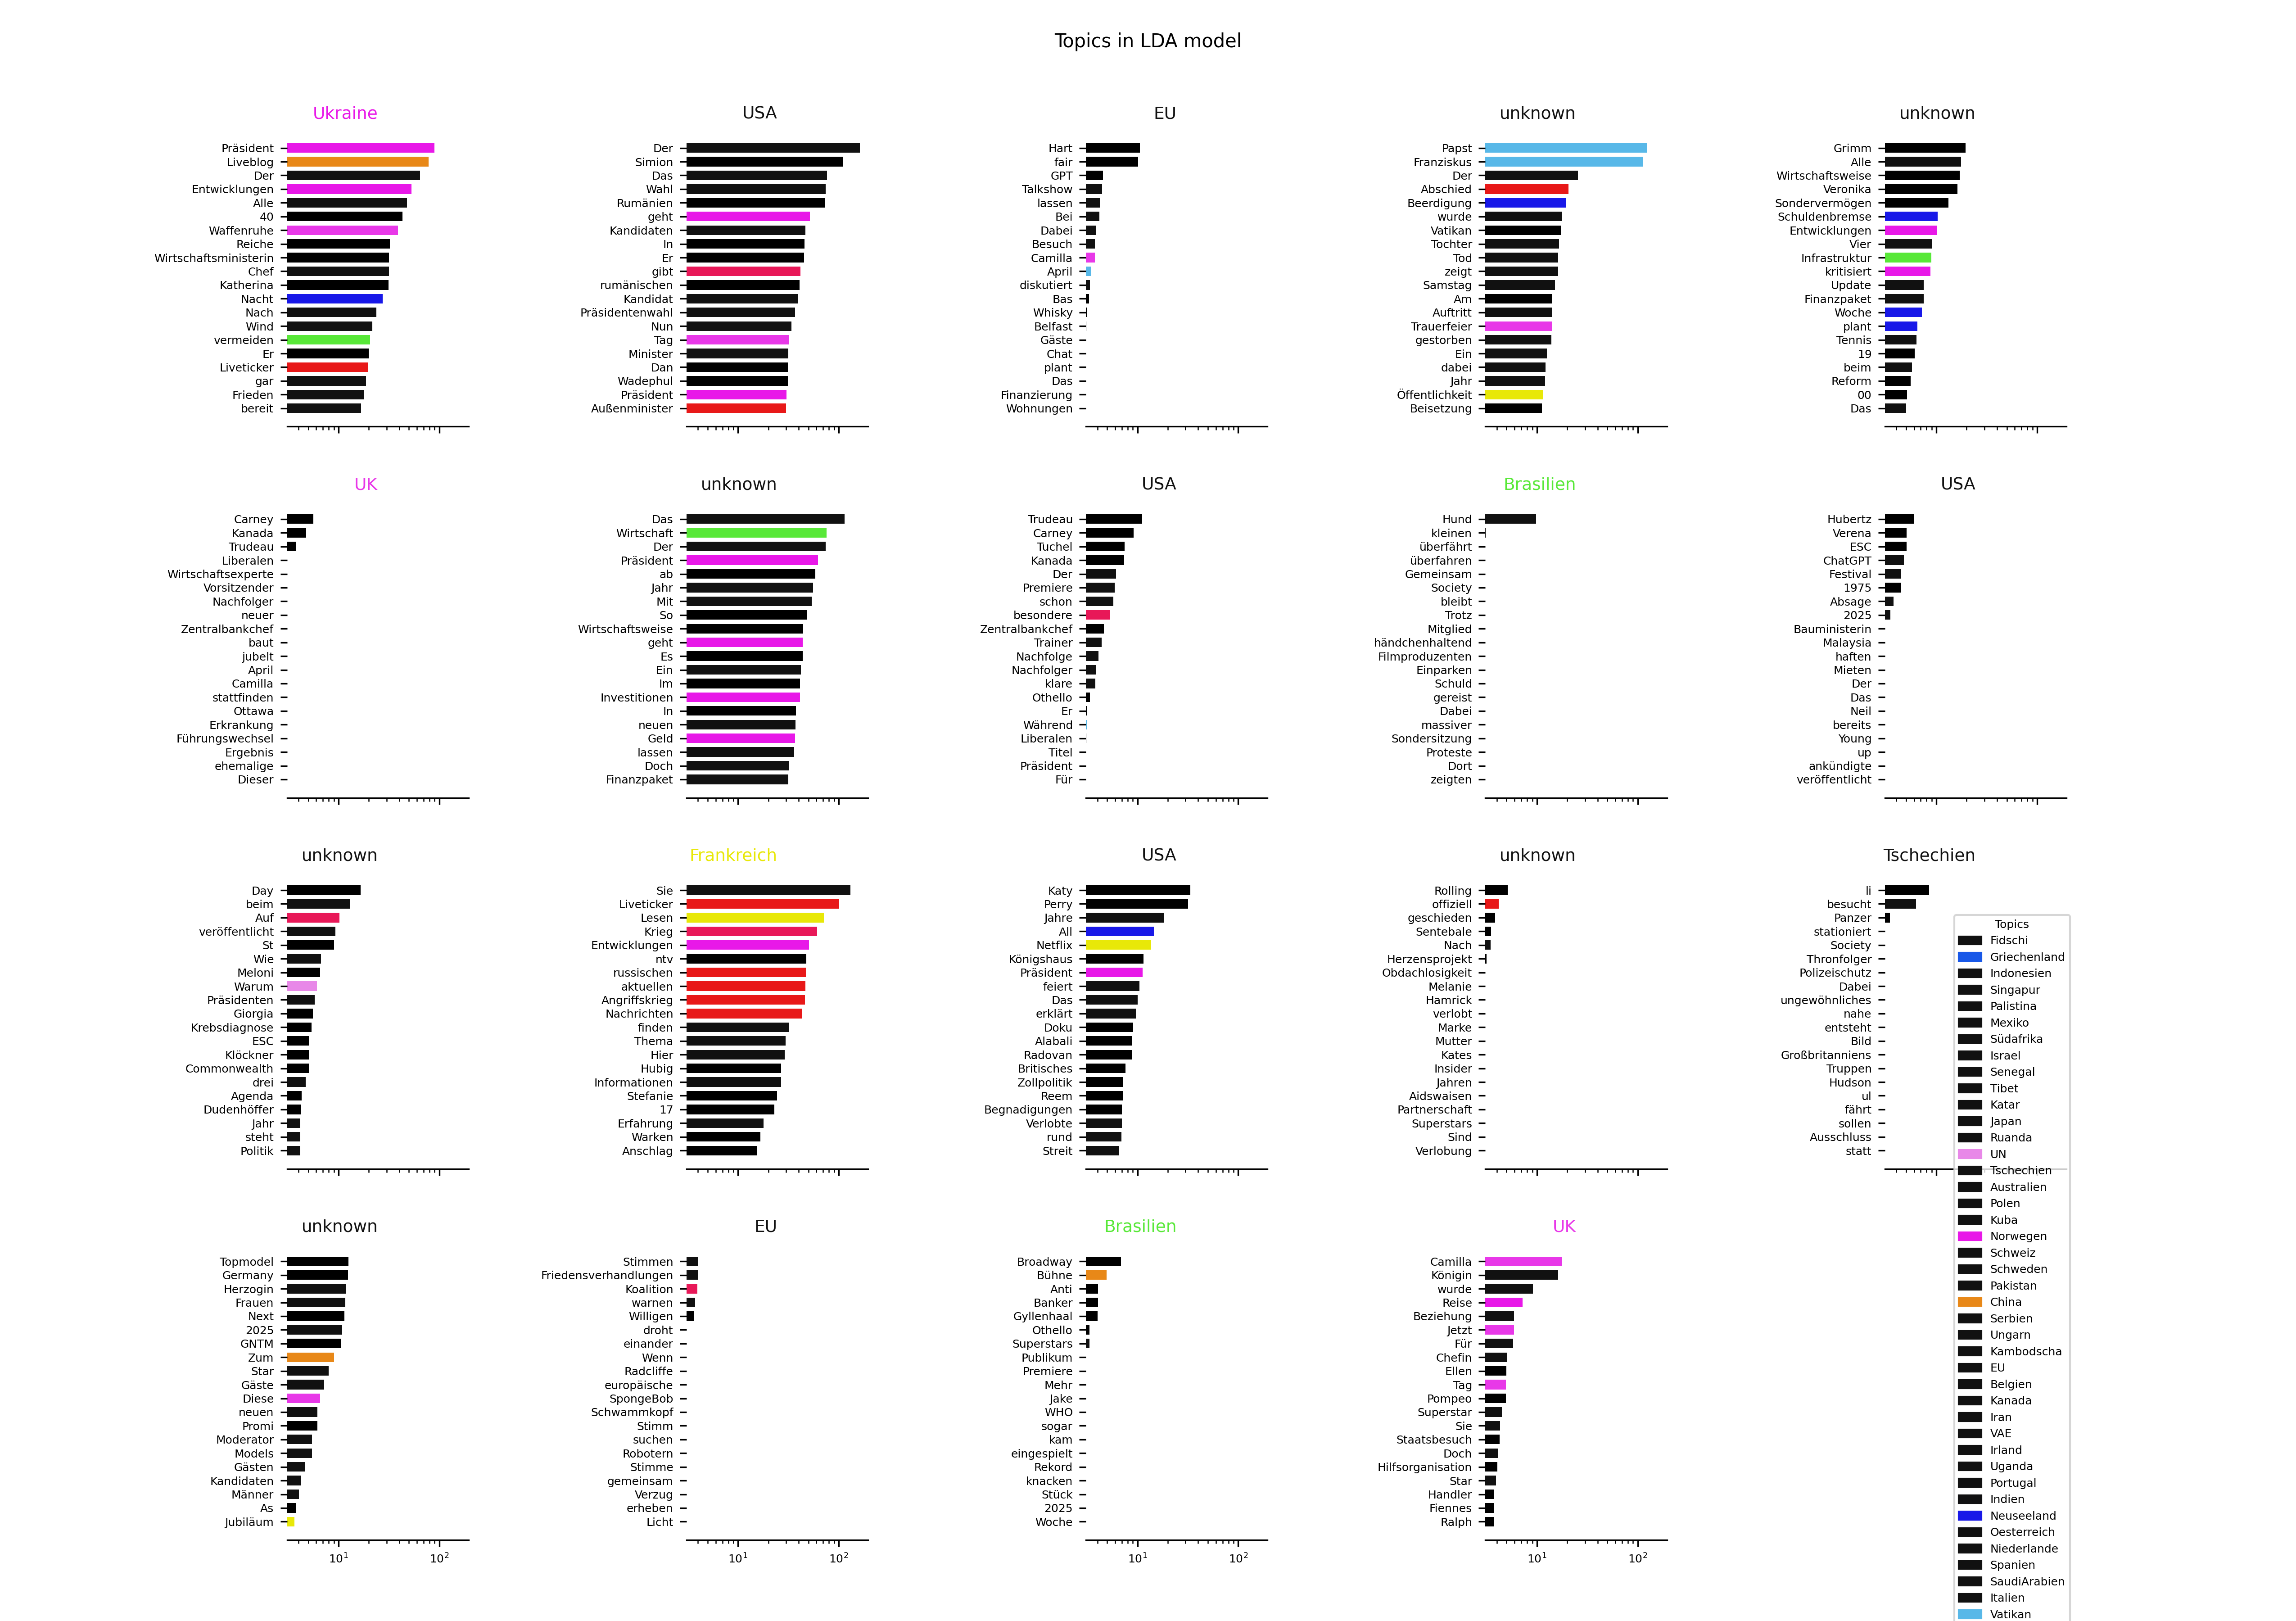 Topics in LDA model
Ukraine
Präsident
Liveblog
Der
Entwicklungen
Alle
40
Waffenruhe
Reiche
Wirtschaftsministerin
Chef
Katherina
Nacht
Nach
Wind
vermeiden
Er
Liveticker
gar
Frieden
bereit
USA
Der
Simion
Das
Wahl
Rumänien
geht
Kandidaten
In
Er
gibt
rumänischen
Kandidat
Präsidentenwahl
Nun
Tag
Minister
Dan
Wadephul
Präsident
Außenminister
EU
Hart
fair
GPT
Talkshow
lassen
Bei
Dabei
Besuch
Camilla
April
diskutiert
Bas
Whisky
Belfast
Gäste
Chat
plant
Das
Finanzierung
Wohnungen
unknown
Papst
Franziskus
Der
Abschied
Beerdigung
wurde
Vatikan
Tochter
Tod
zeigt
Samstag
Am
Auftritt
Trauerfeier
gestorben
Ein
dabei
Jahr
Öffentlichkeit
Beisetzung
unknown
Grimm
Alle
Wirtschaftsweise
Veronika
Sondervermögen
Schuldenbremse
Entwicklungen
Vier
Infrastruktur
kritisiert
Update
Finanzpaket
Woche
plant
Tennis
19
beim
Reform
00
Das
UK
Carney
Kanada
Trudeau
Liberalen
Wirtschaftsexperte
Vorsitzender
Nachfolger
neuer
Zentralbankchef
baut
jubelt
April
Camilla
stattfinden
Ottawa
Erkrankung
Führungswechsel
Ergebnis
ehemalige
Dieser
unknown
Das
Wirtschaft
Der
Präsident
ab
Jahr
Mit
So
Wirtschaftsweise
geht
Es
Ein
Im
Investitionen
In
neuen
Geld
lassen
Doch
Finanzpaket
USA
Trudeau
Carney
Tuchel
Kanada
Der
Premiere
schon
besondere
Zentralbankchef
Trainer
Nachfolge
Nachfolger
klare
Othello
Er
Während
Liberalen
Titel
Präsident
Für
Brasilien
Hund
kleinen
überfährt
überfahren
Gemeinsam
Society
bleibt
Trotz
Mitglied
händchenhaltend
Filmproduzenten
Einparken
Schuld
gereist
Dabei
massiver
Sondersitzung
Proteste
Dort
zeigten
USA
Hubertz
Verena
ESC
ChatGPT
Festival
1975
Absage
2025
Bauministerin
Malaysia
haften
Mieten
Der
Das
Neil
bereits
Young
up
ankündigte
veröffentlicht
unknown
Day
beim
Auf
veröffentlicht
St
Wie
Meloni
Warum
Präsidenten
Giorgia
Krebsdiagnose
ESC
Klöckner
Commonwealth
drei
Agenda
Dudenhöffer
Jahr
steht
Politik
Frankreich
Sie
Liveticker
Lesen
Krieg
Entwicklungen
ntv
russischen
aktuellen
Angriffskrieg
Nachrichten
finden
Thema
Hier
Hubig
Informationen
Stefanie
17
Erfahrung
Warken
Anschlag
USA
Katy
Perry
Jahre
All
Netflix
Königshaus
Präsident
feiert
Das
erklärt
Doku
Alabali
Radovan
Britisches
Zollpolitik
Reem
Begnadigungen
Verlobte
rund
Streit
unknown
Rolling
offiziell
geschieden
Sentebale
Nach
Herzensprojekt
Obdachlosigkeit
Melanie
Hamrick
verlobt
Marke
Mutter
Kates
Insider
Jahren
Aidswaisen
Partnerschaft
Superstars
Sind
Verlobung
Tschechien
li
besucht
Panzer
stationiert
Society
Thronfolger
Polizeischutz
Dabei
ungewöhnliches
nahe
entsteht
Bild
Großbritanniens
Truppen
Hudson
ul
fährt
sollen
Ausschluss
statt
unknown
Topmodel
Germany
Herzogin
Frauen
Next
2025
GNTM
Zum
Star
Gäste
Diese
neuen
Promi
Moderator
Models
Gästen
Kandidaten
Männer
As
Jubiläum
10¹ 10²
EU
Stimmen
Friedensverhandlungen
Koalition
warnen
Willigen
droht
einander
Wenn
Radcliffe
europäische
SpongeBob
Schwammkopf
Stimm
suchen
Robotern
Stimme
gemeinsam
Verzug
erheben
Licht
10¹ 10²
Brasilien
Broadway
Bühne
Anti
Banker
Gyllenhaal
Othello
Superstars
Publikum
Premiere
Mehr
Jake
WHO
sogar
kam
eingespielt
Rekord
knacken
Stück
2025
Woche
10¹ 10²
UK
Camilla
Königin
wurde
Reise
Beziehung
Jetzt
Für
Chefin
Ellen
Tag
Pompeo
Superstar
Sie
Staatsbesuch
Doch
Hilfsorganisation
Star
Handler
Fiennes
Ralph
10¹ 10²
Topics
Fidschi
Griechenland
Indonesien
Singapur
Palistina
Mexiko
Südafrika
Israel
Senegal
Tibet
Katar
Japan
Ruanda
UN
Tschechien
Australien
Polen
Kuba
Norwegen
Schweiz
Schweden
Pakistan
China
Serbien
Ungarn
Kambodscha
EU
Belgien
Kanada
Iran
VAE
Irland
Uganda
Portugal
Indien
Neuseeland
Oesterreich
Niederlande
Spanien
SaudiArabien
Italien
Vatikan